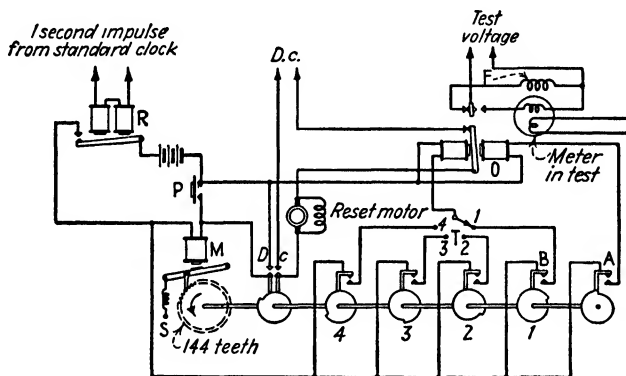 1 second impulse
from standard clock
Test
voltage
D.c.
F
R
P
O
Meter
in test
Reset motor
M
D
c
4
1
T
3
2
B
A
S
144 teeth
4
3
2
1